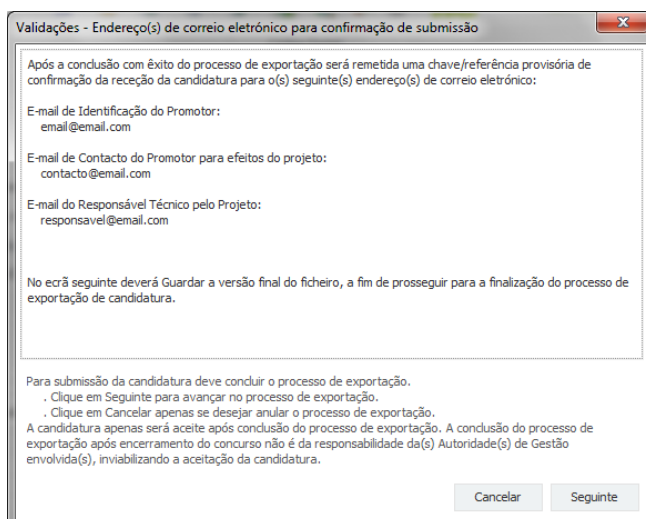 Validações - Endereço(s) de correio eletrónico para confirmação de submissão
x
Após a conclusão com êxito do processo de exportação será remetida uma chave/referência provisória de
confirmação da receção da candidatura para o(s) seguinte(s) endereço(s) de correio eletrónico:
E-mail de Identificação do Promotor:
email@email.com
E-mail de Contacto do Promotor para efeitos do projeto:
contacto@email.com
E-mail do Responsável Técnico pelo Projeto:
responsavel@email.com
No ecrã seguinte deverá Guardar a versão final do ficheiro, a fim de prosseguir para a finalização do processo de
exportação de candidatura.
Para submissão da candidatura deve concluir o processo de exportação.
. Clique em Seguinte para avançar no processo de exportação.
. Clique em Cancelar apenas se desejar anular o processo de exportação.
A candidatura apenas será aceite após conclusão do processo de exportação. A conclusão do processo de
exportação após encerramento do concurso não é da responsabilidade da(s) Autoridade(s) de Gestão
envolvida(s), inviabilizando a aceitação da candidatura.
Cancelar Seguinte